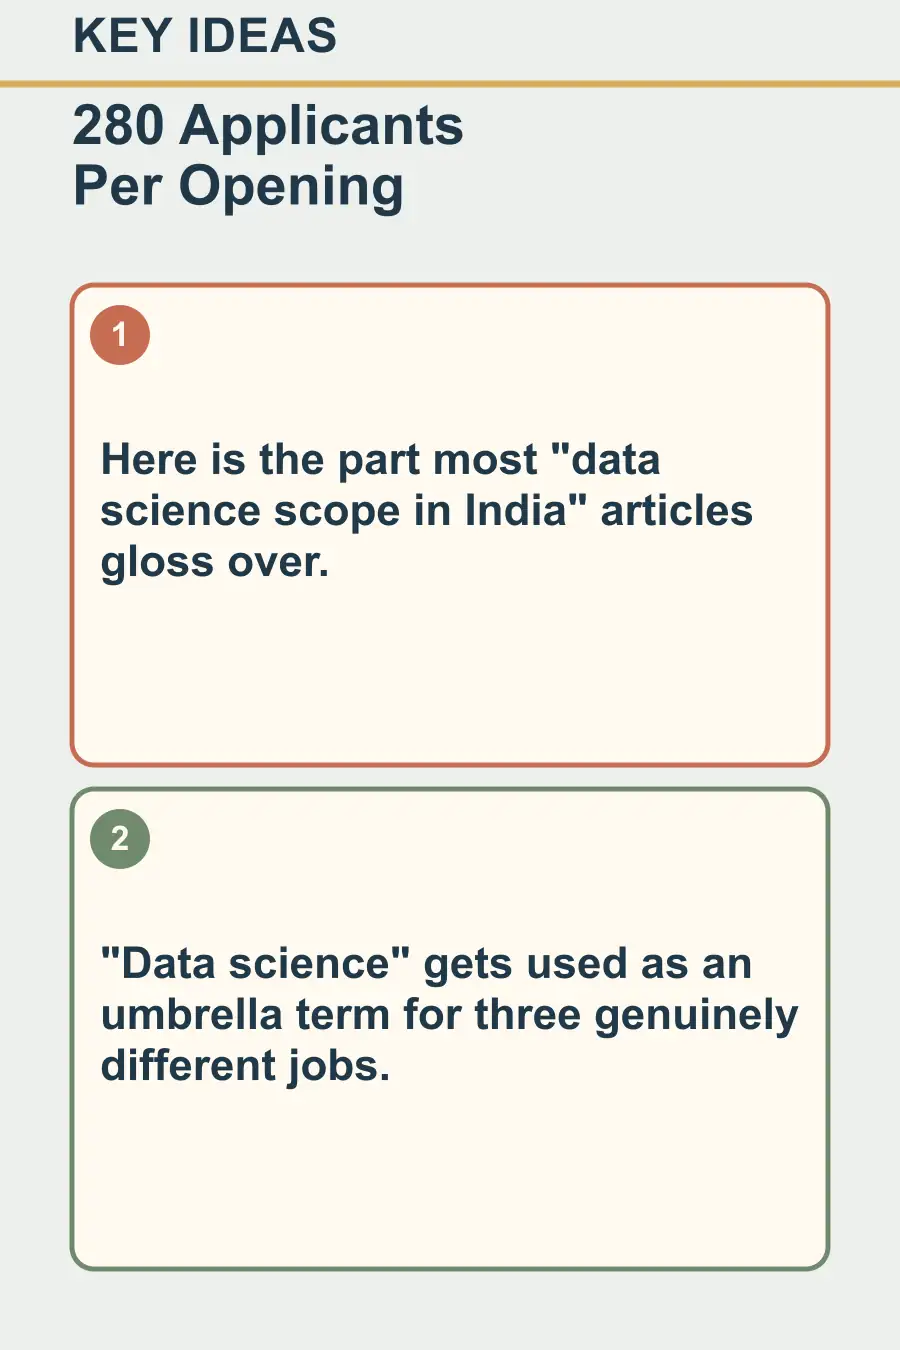 KEY IDEAS
280 Applicants
Per Opening
1
Here is the part most "data
science scope in India" articles
gloss over.
2
"Data science" gets used as an
umbrella term for three genuinely
different jobs.